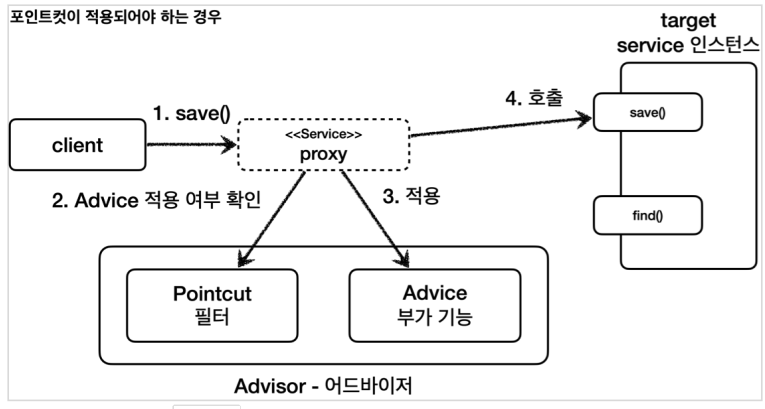 포인트컷이 적용되어야 하는 경우
target
service 인스턴스
1. save()
4. 호출
client
<<Service>>
proxy
save()
2. Advice 적용 여부 확인
3. 적용
find()
Pointcut
필터
Advice
부가 기능
Advisor - 어드바이저